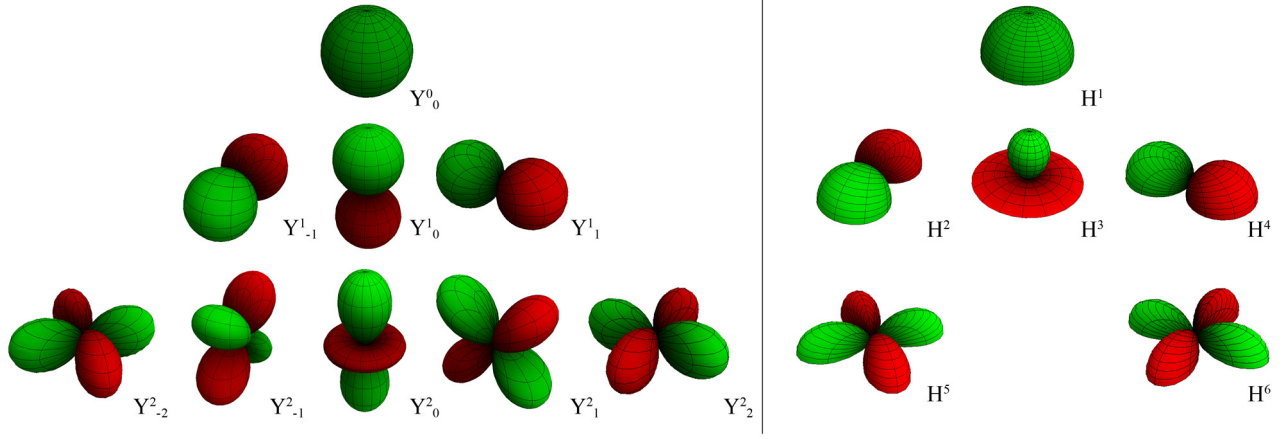 Y⁰₀ H¹
Y¹₋₁ Y¹₀ Y¹₁ H² H³ H⁴
Y²₋₂ Y²₋₁ Y²₀ Y²₁ Y²₂ H⁵ H⁶